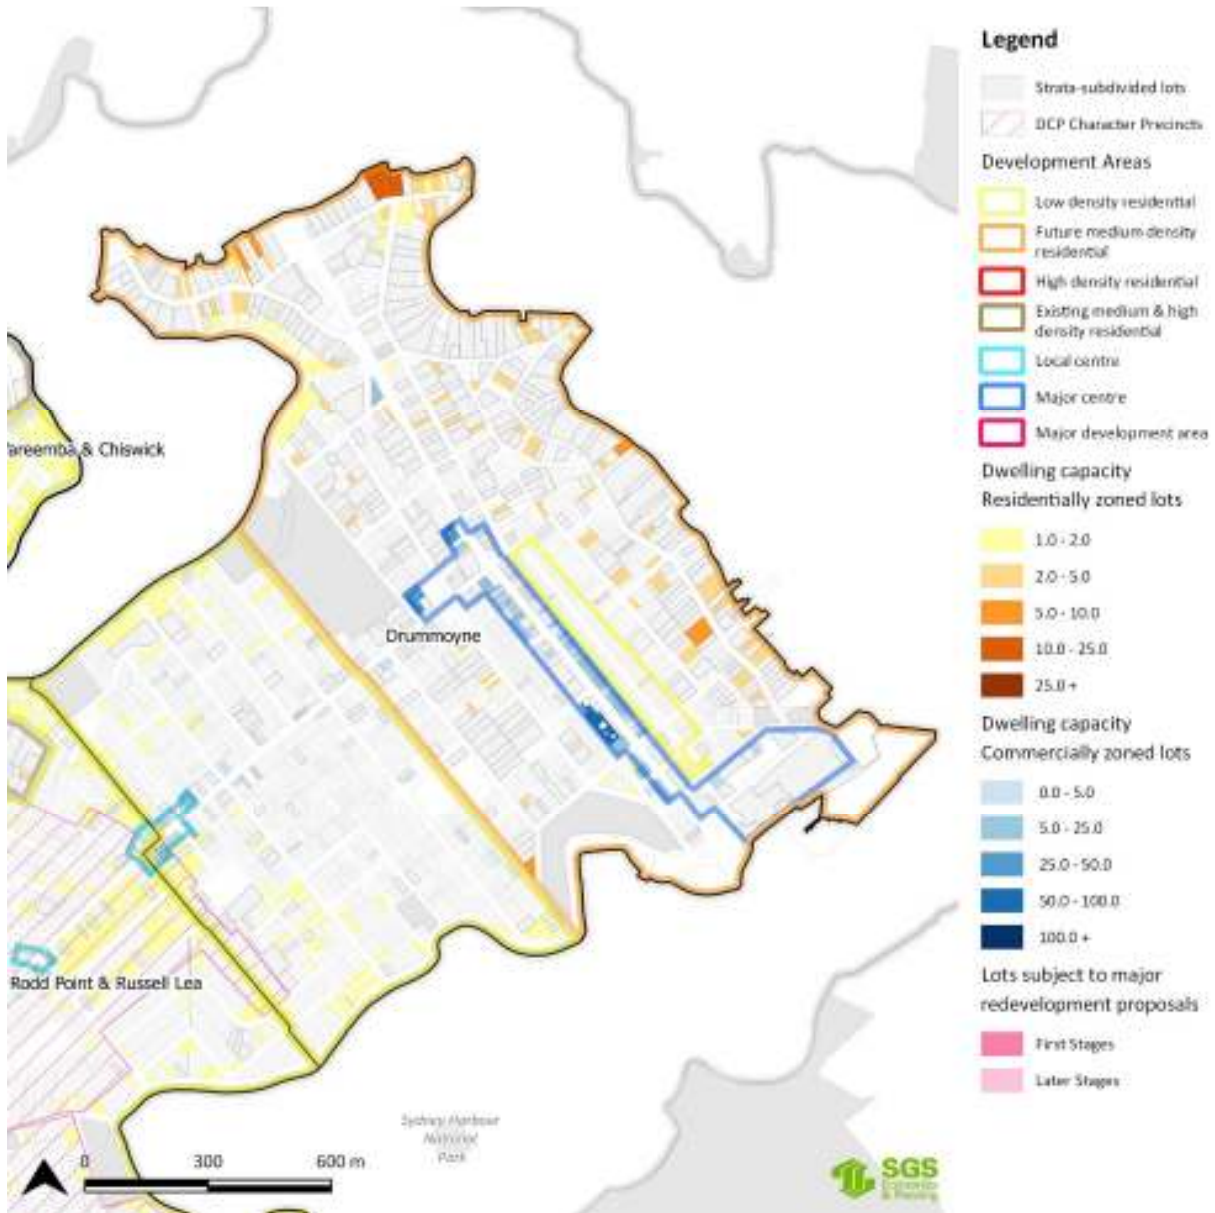 Legend
Strata-subdivided lots
DCP Character Precincts
Development Areas
Low density residential
Future medium density
residential
High density residential
Existing medium & high
density residential
Local centre
Major centre
Major development area
Dwelling capacity
Residentially zoned lots
1.0 - 2.0
2.0 - 5.0
5.0 - 10.0
10.0 - 25.0
25.0 +
Dwelling capacity
Commercially zoned lots
0.0 - 5.0
5.0 - 25.0
25.0 - 50.0
50.0 - 100.0
100.0 +
Lots subject to major
redevelopment proposals
First Stages
Later Stages
areemba & Chiswick
Drummoyne
Rodd Point & Russell Lea
Sydney Harbour
National
Park
0 300 600 m
SGS
Economics
& Planning